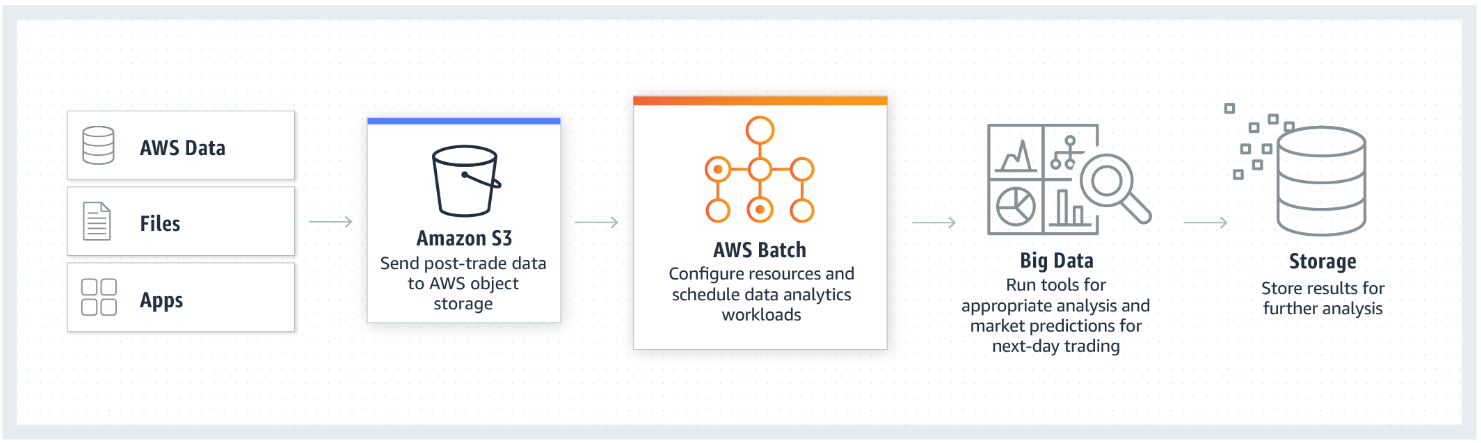 AWS Data
Files
Apps
Amazon S3
Send post-trade data
to AWS object
storage
AWS Batch
Configure resources and
schedule data analytics
workloads
Big Data
Run tools for
appropriate analysis and
market predictions for
next-day trading
Storage
Store results for
further analysis